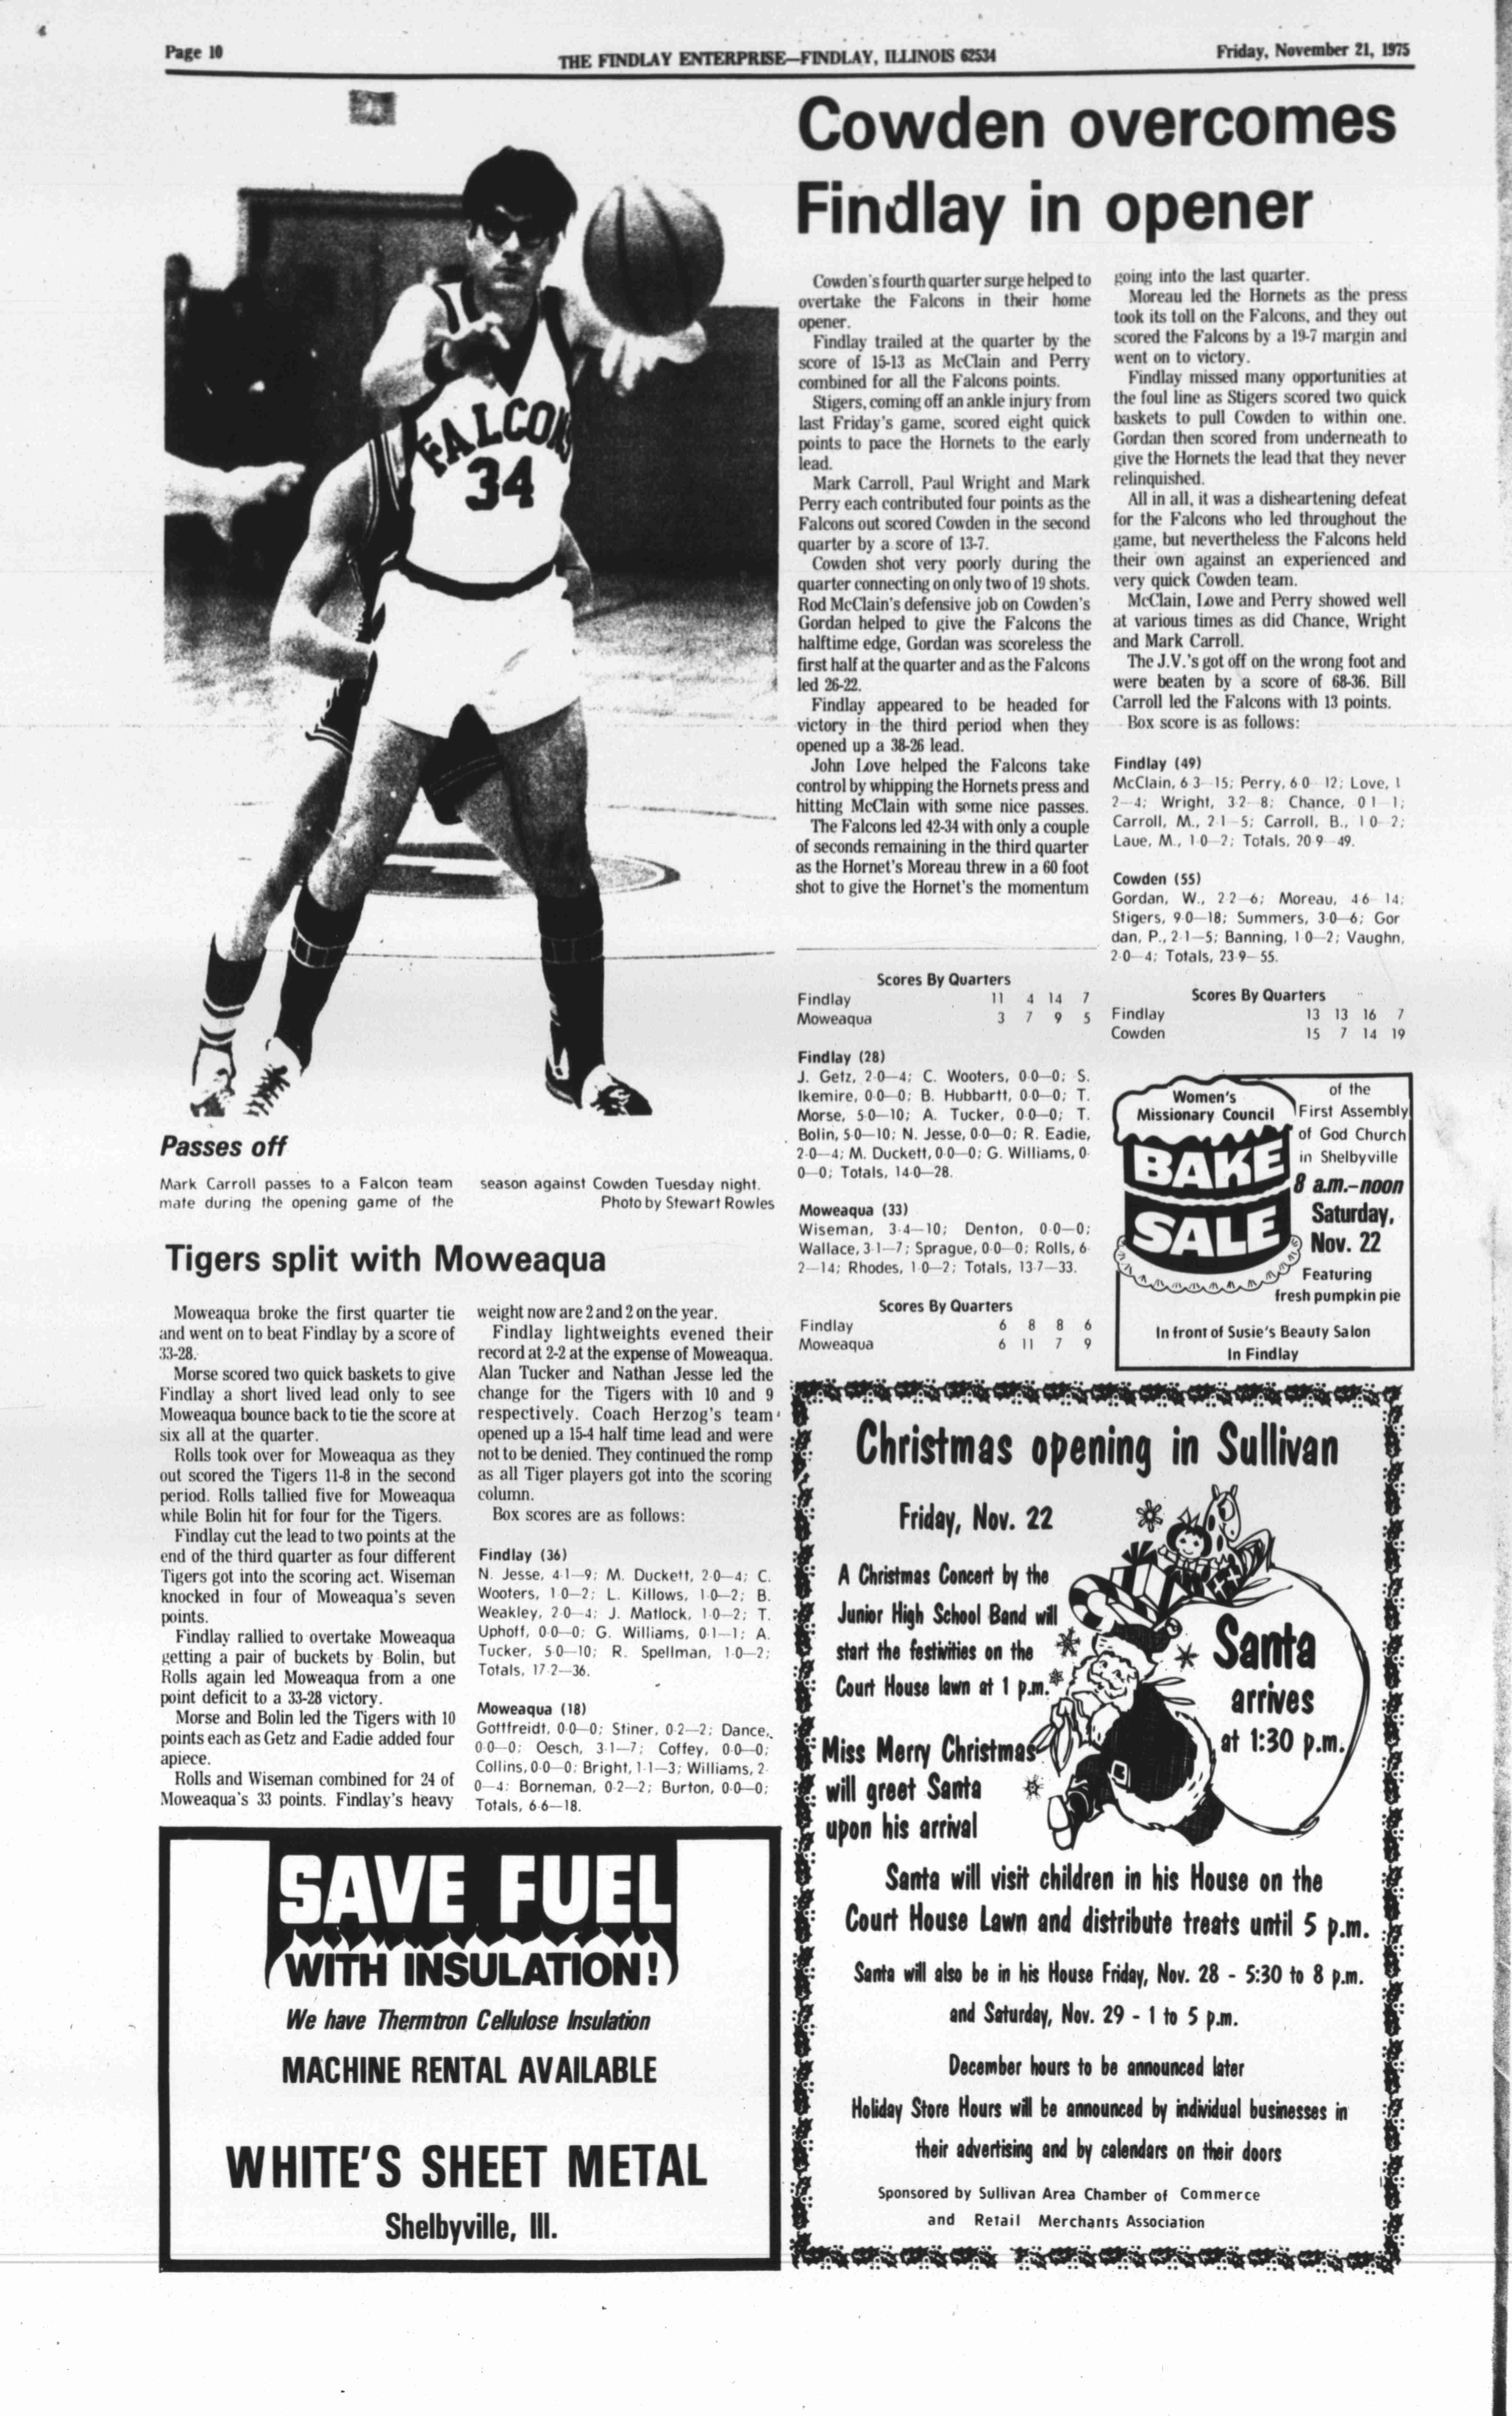 Page 10
THE FINDLAY ENTERPRISE—FINDLAY, ILLINOIS 62534
Friday, November 21, 1975
FALCONS
34
Passes off
Mark Carroll passes to a Falcon team
mate during the opening game of the
season against Cowden Tuesday night.
Photo by Stewart Rowles
Cowden overcomes
Findlay in opener
Cowden's fourth quarter surge helped to
overtake the Falcons in their home
opener.
Findlay trailed at the quarter by the
score of 15-13 as McClain and Perry
combined for all the Falcons points.
Stigers, coming off an ankle injury from
last Friday's game, scored eight quick
points to pace the Hornets to the early
lead.
Mark Carroll, Paul Wright and Mark
Perry each contributed four points as the
Falcons out scored Cowden in the second
quarter by a score of 13-7.
Cowden shot very poorly during the
quarter connecting on only two of 19 shots.
Rod McClain's defensive job on Cowden's
Gordan helped to give the Falcons the
halftime edge, Gordan was scoreless the
first half at the quarter and as the Falcons
led 26-22.
Findlay appeared to be headed for
victory in the third period when they
opened up a 38-26 lead.
John Love helped the Falcons take
control by whipping the Hornets press and
hitting McClain with some nice passes.
The Falcons led 42-34 with only a couple
of seconds remaining in the third quarter
as the Hornet's Moreau threw in a 60 foot
shot to give the Hornet's the momentum
going into the last quarter.
Moreau led the Hornets as the press
took its toll on the Falcons, and they out
scored the Falcons by a 19-7 margin and
went on to victory.
Findlay missed many opportunities at
the foul line as Stigers scored two quick
baskets to pull Cowden to within one.
Gordan then scored from underneath to
give the Hornets the lead that they never
relinquished.
All in all, it was a disheartening defeat
for the Falcons who led throughout the
game, but nevertheless the Falcons held
their own against an experienced and
very quick Cowden team.
McClain, Lowe and Perry showed well
at various times as did Chance, Wright
and Mark Carroll.
The J.V.'s got off on the wrong foot and
were beaten by a score of 68-36. Bill
Carroll led the Falcons with 13 points.
Box score is as follows:
Findlay (49)
McClain, 6 3—15; Perry, 6 0—12; Love, 1
2—4; Wright, 3 2—8; Chance, 0 1—1;
Carroll, M., 2 1—5; Carroll, B., 1 0—2;
Laue, M., 1 0—2; Totals, 20 9—49.
Cowden (55)
Gordan, W., 2 2—6; Moreau, 4 6—14;
Stigers, 9 0—18; Summers, 3-0—6; Gor
dan, P., 2 1—5; Banning, 1 0—2; Vaughn,
2-0—4; Totals, 23 9—55.
Scores By Quarters
Findlay 13 13 16 7
Cowden 15 7 14 19
Tigers split with Moweaqua
Moweaqua broke the first quarter tie
and went on to beat Findlay by a score of
33-28.
Morse scored two quick baskets to give
Findlay a short lived lead only to see
Moweaqua bounce back to tie the score at
six all at the quarter.
Rolls took over for Moweaqua as they
out scored the Tigers 11-8 in the second
period. Rolls tallied five for Moweaqua
while Bolin hit for four for the Tigers.
Findlay cut the lead to two points at the
end of the third quarter as four different
Tigers got into the scoring act. Wiseman
knocked in four of Moweaqua's seven
points.
Findlay rallied to overtake Moweaqua
getting a pair of buckets by Bolin, but
Rolls again led Moweaqua from a one
point deficit to a 33-28 victory.
Morse and Bolin led the Tigers with 10
points each as Getz and Eadie added four
apiece.
Rolls and Wiseman combined for 24 of
Moweaqua's 33 points. Findlay's heavy
weight now are 2 and 2 on the year.
Findlay lightweights evened their
record at 2-2 at the expense of Moweaqua.
Alan Tucker and Nathan Jesse led the
change for the Tigers with 10 and 9
respectively. Coach Herzog's team
opened up a 15-4 half time lead and were
not to be denied. They continued the romp
as all Tiger players got into the scoring
column.
Box scores are as follows:
Findlay (36)
N. Jesse, 4 1—9; M. Duckett, 2 0—4; C.
Wooters, 1 0—2; L. Killows, 1 0—2; B.
Weakley, 2 0—4; J. Matlock, 1 0—2; T.
Uphoff, 0 0—0; G. Williams, 0 1—1; A.
Tucker, 5 0—10; R. Spellman, 1 0—2;
Totals, 17 2—36.
Moweaqua (18)
Gottfreidt, 0 0—0; Stiner, 0 2—2; Dance,
0 0—0; Oesch, 3 1—7; Coffey, 0 0—0;
Collins, 0 0—0; Bright, 1 1—3; Williams, 2
0—4; Borneman, 0 2—2; Burton, 0 0—0;
Totals, 6 6—18.
Scores By Quarters
Findlay 11 4 14 7
Moweaqua 3 7 9 5
Findlay (28)
J. Getz, 2 0—4; C. Wooters, 0 0—0; S.
Ikemire, 0 0—0; B. Hubbartt, 0 0—0; T.
Morse, 5 0—10; A. Tucker, 0 0—0; T.
Bolin, 5 0—10; N. Jesse, 0 0—0; R. Eadie,
2 0—4; M. Duckett, 0 0—0; G. Williams, 0
0—0; Totals, 14 0—28.
Moweaqua (33)
Wiseman, 3-4—10; Denton, 0 0—0;
Wallace, 3 1—7; Sprague, 0 0—0; Rolls, 6
2—14; Rhodes, 1 0—2; Totals, 13 7—33.
Scores By Quarters
Findlay 6 8 8 6
Moweaqua 6 11 7 9
Women's
Missionary Council
BAKE
SALE
of the
First Assembly
of God Church
in Shelbyville
8 a.m.-noon
Saturday,
Nov. 22
Featuring
fresh pumpkin pie
In front of Susie's Beauty Salon
In Findlay
SAVE FUEL
WITH INSULATION!
We have Thermtron Cellulose Insulation
MACHINE RENTAL AVAILABLE
WHITE'S SHEET METAL
Shelbyville, Ill.
Christmas opening in Sullivan
Friday, Nov. 22
A Christmas Concert by the
Junior High School Band will
start the festivities on the
Court House lawn at 1 p.m.
Santa
arrives
at 1:30 p.m.
Miss Merry Christmas
will greet Santa
upon his arrival
Santa will visit children in his House on the
Court House Lawn and distribute treats until 5 p.m.
Santa will also be in his House Friday, Nov. 28 - 5:30 to 8 p.m.
and Saturday, Nov. 29 - 1 to 5 p.m.
December hours to be announced later
Holiday Store Hours will be announced by individual businesses in
their advertising and by calendars on their doors
Sponsored by Sullivan Area Chamber of Commerce
and Retail Merchants Association